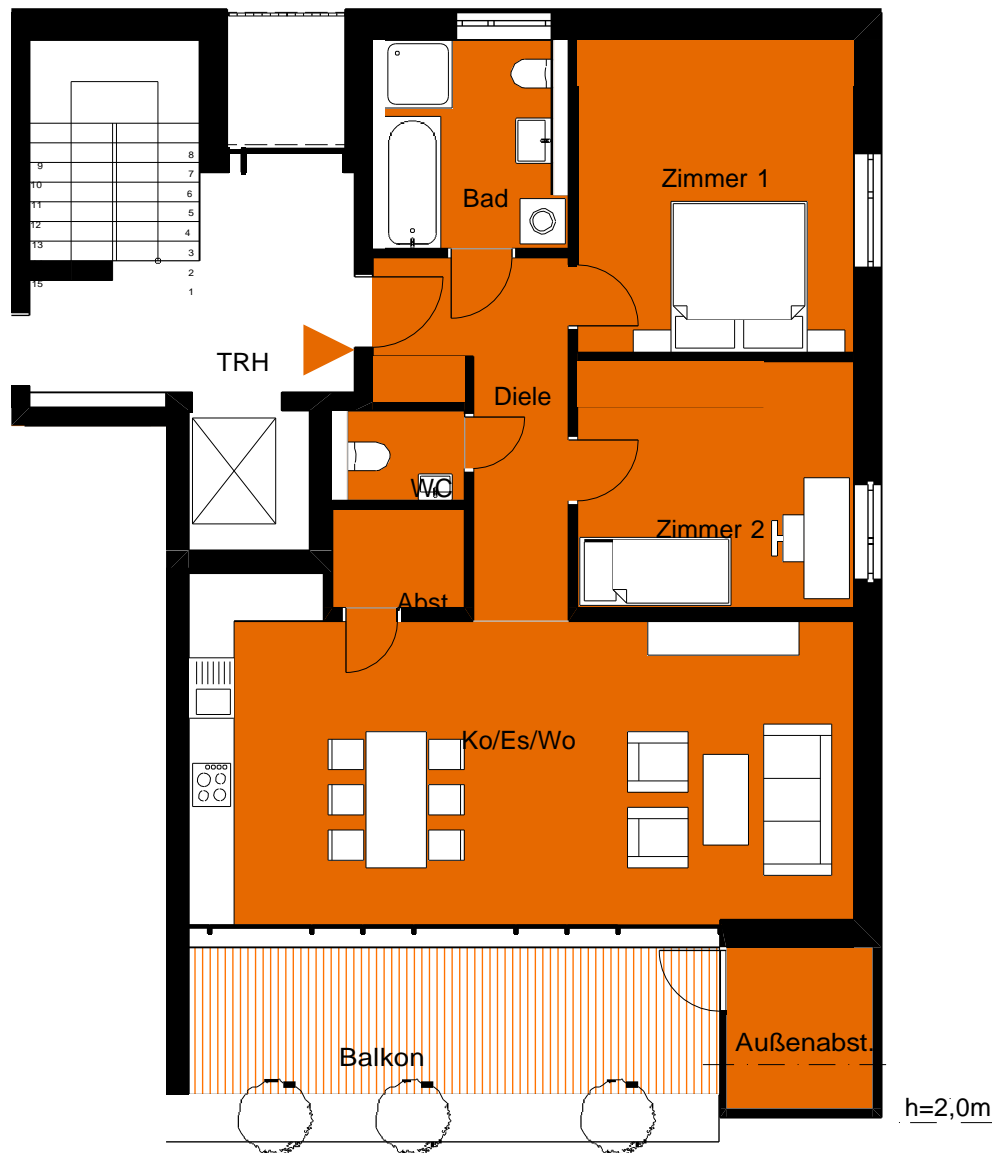 8
9
7
10
6
11
5
12
4
13
3
2
15
1
Bad
Zimmer 1
TRH
Diele
WC
Zimmer 2
Abst.
Ko/Es/Wo
Balkon
Außenabst.
h=2,0m